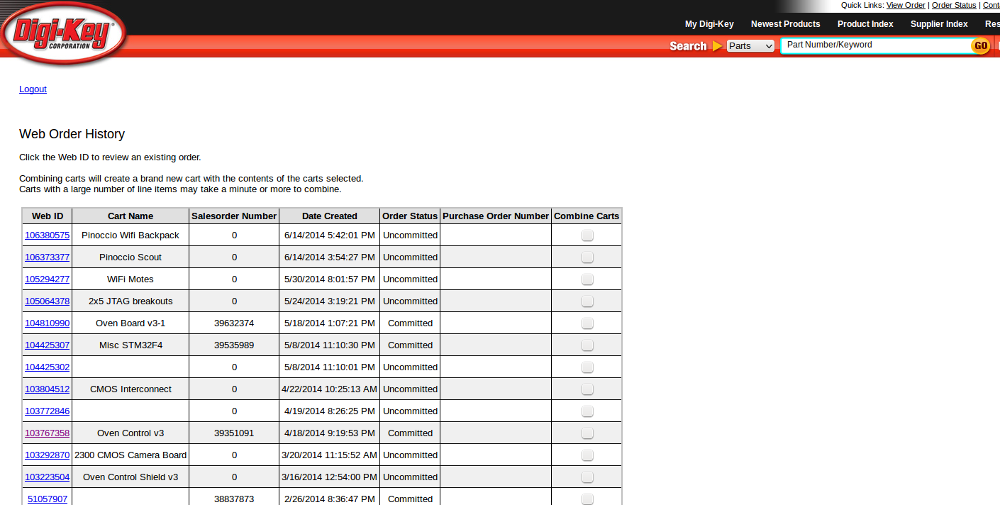 Quick Links: View Order | Order Status |
Digi-Key
CORPORATION
My Digi-Key Newest Products Product Index Supplier Index
Search Parts Part Number/Keyword GO
Logout
Web Order History
Click the Web ID to review an existing order.
Combining carts will create a brand new cart with the contents of the carts selected.
Carts with a large number of line items may take a minute or more to combine.
Web ID Cart Name Salesorder Number Date Created Order Status Purchase Order Number Combine Carts
106380575 Pinoccio Wifi Backpack 0 6/14/2014 5:42:01 PM Uncommitted
106373377 Pinoccio Scout 0 6/14/2014 3:54:27 PM Uncommitted
105294277 WiFi Motes 0 5/30/2014 8:01:57 PM Uncommitted
105064378 2x5 JTAG breakouts 0 5/24/2014 3:19:21 PM Uncommitted
104810990 Oven Board v3-1 39632374 5/18/2014 1:07:21 PM Committed
104425307 Misc STM32F4 39535989 5/8/2014 11:10:30 PM Committed
104425302 0 5/8/2014 11:10:01 PM Uncommitted
103804512 CMOS Interconnect 0 4/22/2014 10:25:13 AM Uncommitted
103772846 0 4/19/2014 8:26:25 PM Uncommitted
103767358 Oven Control v3 39351091 4/18/2014 9:19:53 PM Committed
103292870 2300 CMOS Camera Board 0 3/20/2014 11:15:52 AM Uncommitted
103223504 Oven Control Shield v3 0 3/16/2014 12:54:00 PM Uncommitted
51057907 38837873 2/26/2014 8:36:47 PM Committed